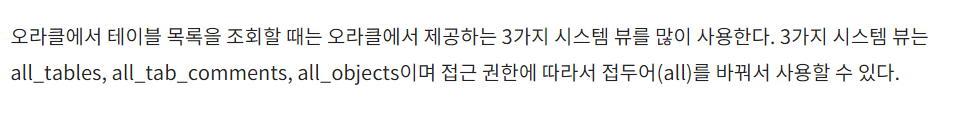 오라클에서 테이블 목록을 조회할 때는 오라클에서 제공하는 3가지 시스템 뷰를 많이 사용한다. 3가지 시스템 뷰는
all_tables, all_tab_comments, all_objects이며 접근 권한에 따라서 접두어(all)를 바꿔서 사용할 수 있다.